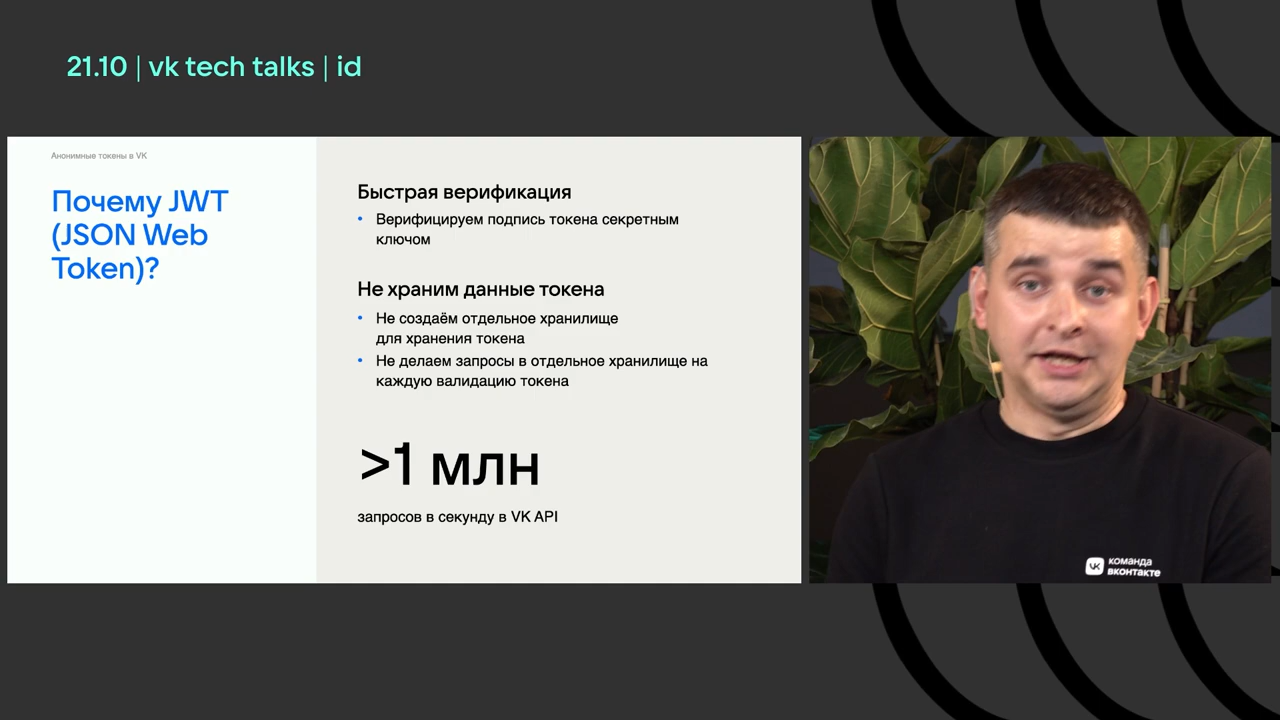 21.10 | vk tech talks | id
Анонимные токены в VK
Почему JWT
(JSON Web
Token)?
Быстрая верификация
• Верифицируем подпись токена секретным
ключом
Не храним данные токена
• Не создаём отдельное хранилище
для хранения токена
• Не делаем запросы в отдельное хранилище на
каждую валидацию токена
>1 млн
запросов в секунду в VK API
команда
вконтакте